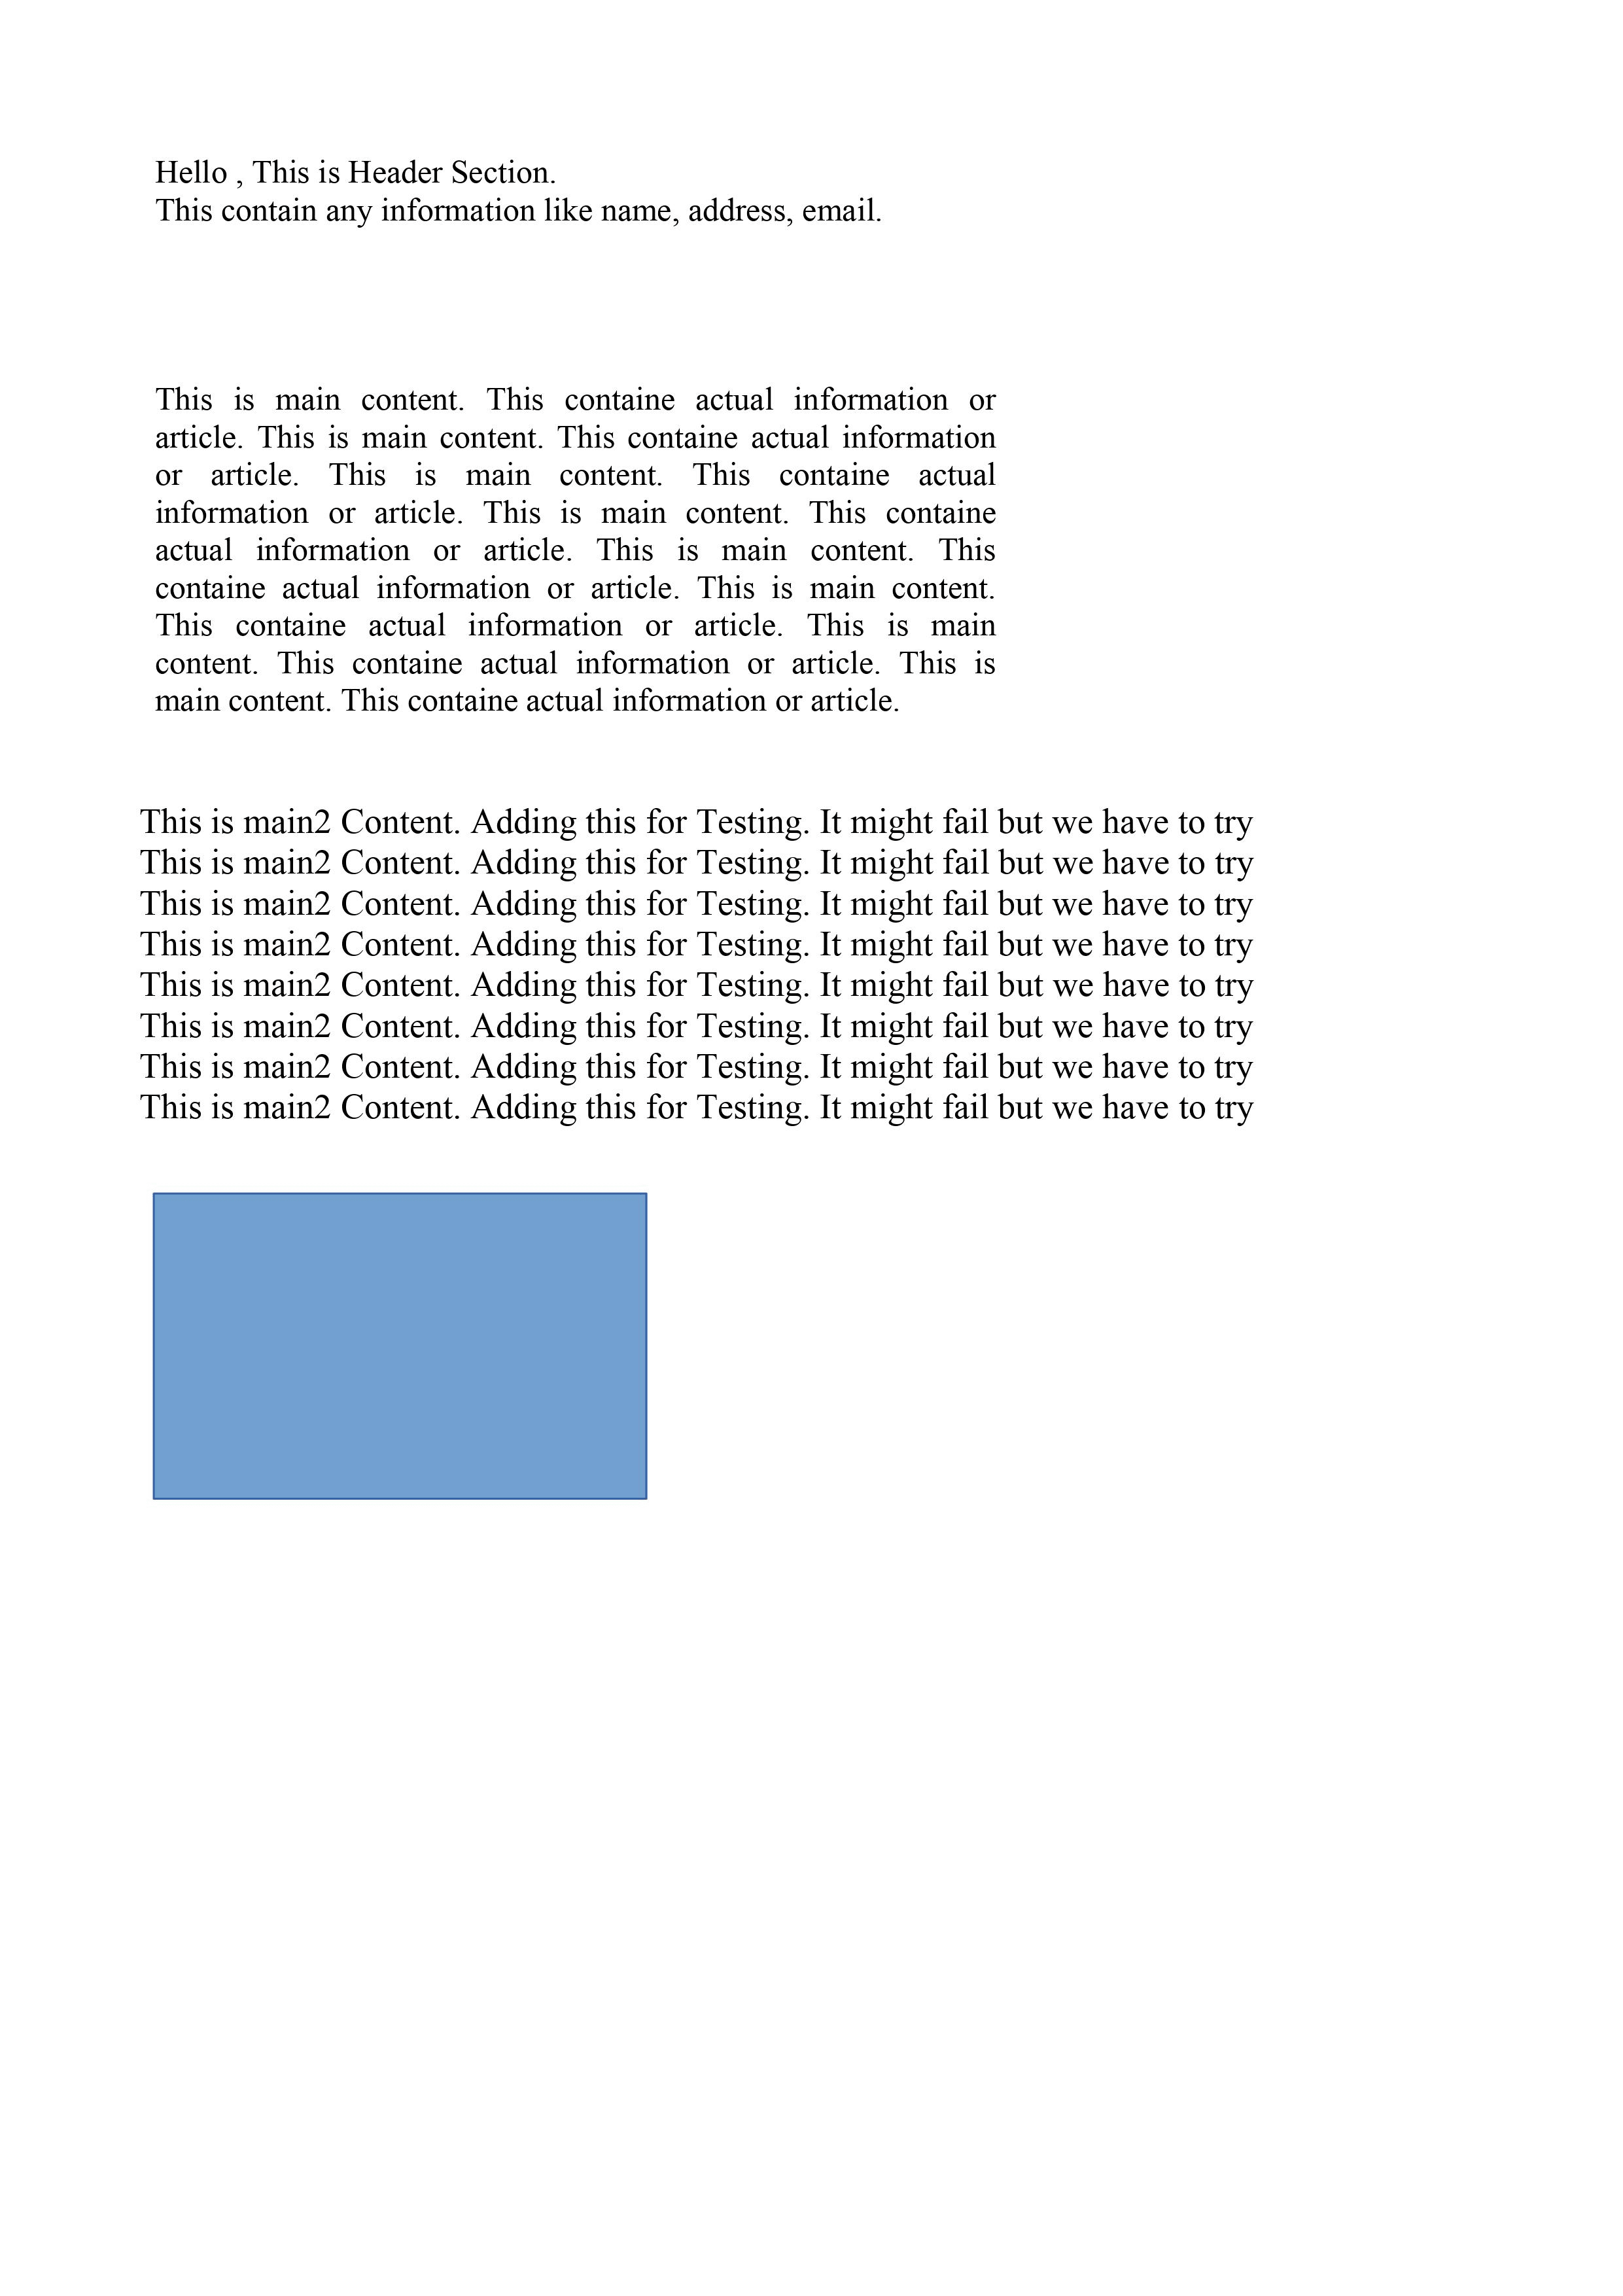 Hello , This is Header Section.
This contain any information like name, address, email.
This is main content. This containe actual information or
article. This is main content. This containe actual information
or article. This is main content. This containe actual
information or article. This is main content. This containe
actual information or article. This is main content. This
containe actual information or article. This is main content.
This containe actual information or article. This is main
content. This containe actual information or article. This is
main content. This containe actual information or article.
This is main2 Content. Adding this for Testing. It might fail but we have to try
This is main2 Content. Adding this for Testing. It might fail but we have to try
This is main2 Content. Adding this for Testing. It might fail but we have to try
This is main2 Content. Adding this for Testing. It might fail but we have to try
This is main2 Content. Adding this for Testing. It might fail but we have to try
This is main2 Content. Adding this for Testing. It might fail but we have to try
This is main2 Content. Adding this for Testing. It might fail but we have to try
This is main2 Content. Adding this for Testing. It might fail but we have to try